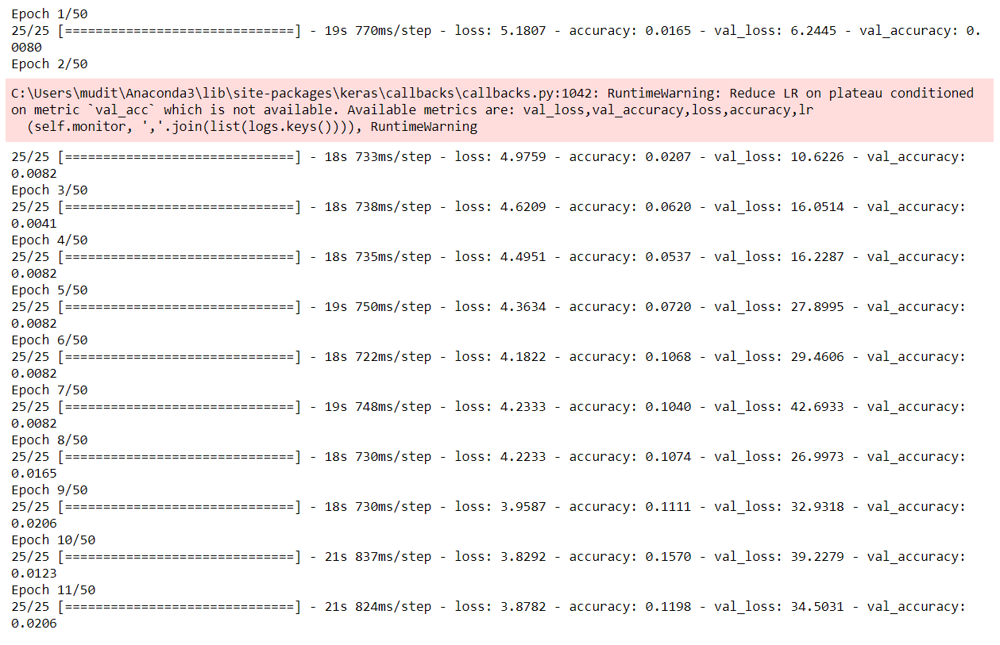 Epoch 1/50
25/25 [==============================] - 19s 770ms/step - loss: 5.1807 - accuracy: 0.0165 - val_loss: 6.2445 - val_accuracy: 0.
0080
Epoch 2/50
C:\Users\mudit\Anaconda3\lib\site-packages\keras\callbacks\callbacks.py:1042: RuntimeWarning: Reduce LR on plateau conditioned
on metric `val_acc` which is not available. Available metrics are: val_loss,val_accuracy,loss,accuracy,lr
  (self.monitor, ','.join(list(logs.keys()))), RuntimeWarning
25/25 [==============================] - 18s 733ms/step - loss: 4.9759 - accuracy: 0.0207 - val_loss: 10.6226 - val_accuracy:
0.0082
Epoch 3/50
25/25 [==============================] - 18s 738ms/step - loss: 4.6209 - accuracy: 0.0620 - val_loss: 16.0514 - val_accuracy:
0.0041
Epoch 4/50
25/25 [==============================] - 18s 735ms/step - loss: 4.4951 - accuracy: 0.0537 - val_loss: 16.2287 - val_accuracy:
0.0082
Epoch 5/50
25/25 [==============================] - 19s 750ms/step - loss: 4.3634 - accuracy: 0.0720 - val_loss: 27.8995 - val_accuracy:
0.0082
Epoch 6/50
25/25 [==============================] - 18s 722ms/step - loss: 4.1822 - accuracy: 0.1068 - val_loss: 29.4606 - val_accuracy:
0.0082
Epoch 7/50
25/25 [==============================] - 19s 748ms/step - loss: 4.2333 - accuracy: 0.1040 - val_loss: 42.6933 - val_accuracy:
0.0082
Epoch 8/50
25/25 [==============================] - 18s 730ms/step - loss: 4.2233 - accuracy: 0.1074 - val_loss: 26.9973 - val_accuracy:
0.0165
Epoch 9/50
25/25 [==============================] - 18s 730ms/step - loss: 3.9587 - accuracy: 0.1111 - val_loss: 32.9318 - val_accuracy:
0.0206
Epoch 10/50
25/25 [==============================] - 21s 837ms/step - loss: 3.8292 - accuracy: 0.1570 - val_loss: 39.2279 - val_accuracy:
0.0123
Epoch 11/50
25/25 [==============================] - 21s 824ms/step - loss: 3.8782 - accuracy: 0.1198 - val_loss: 34.5031 - val_accuracy:
0.0206